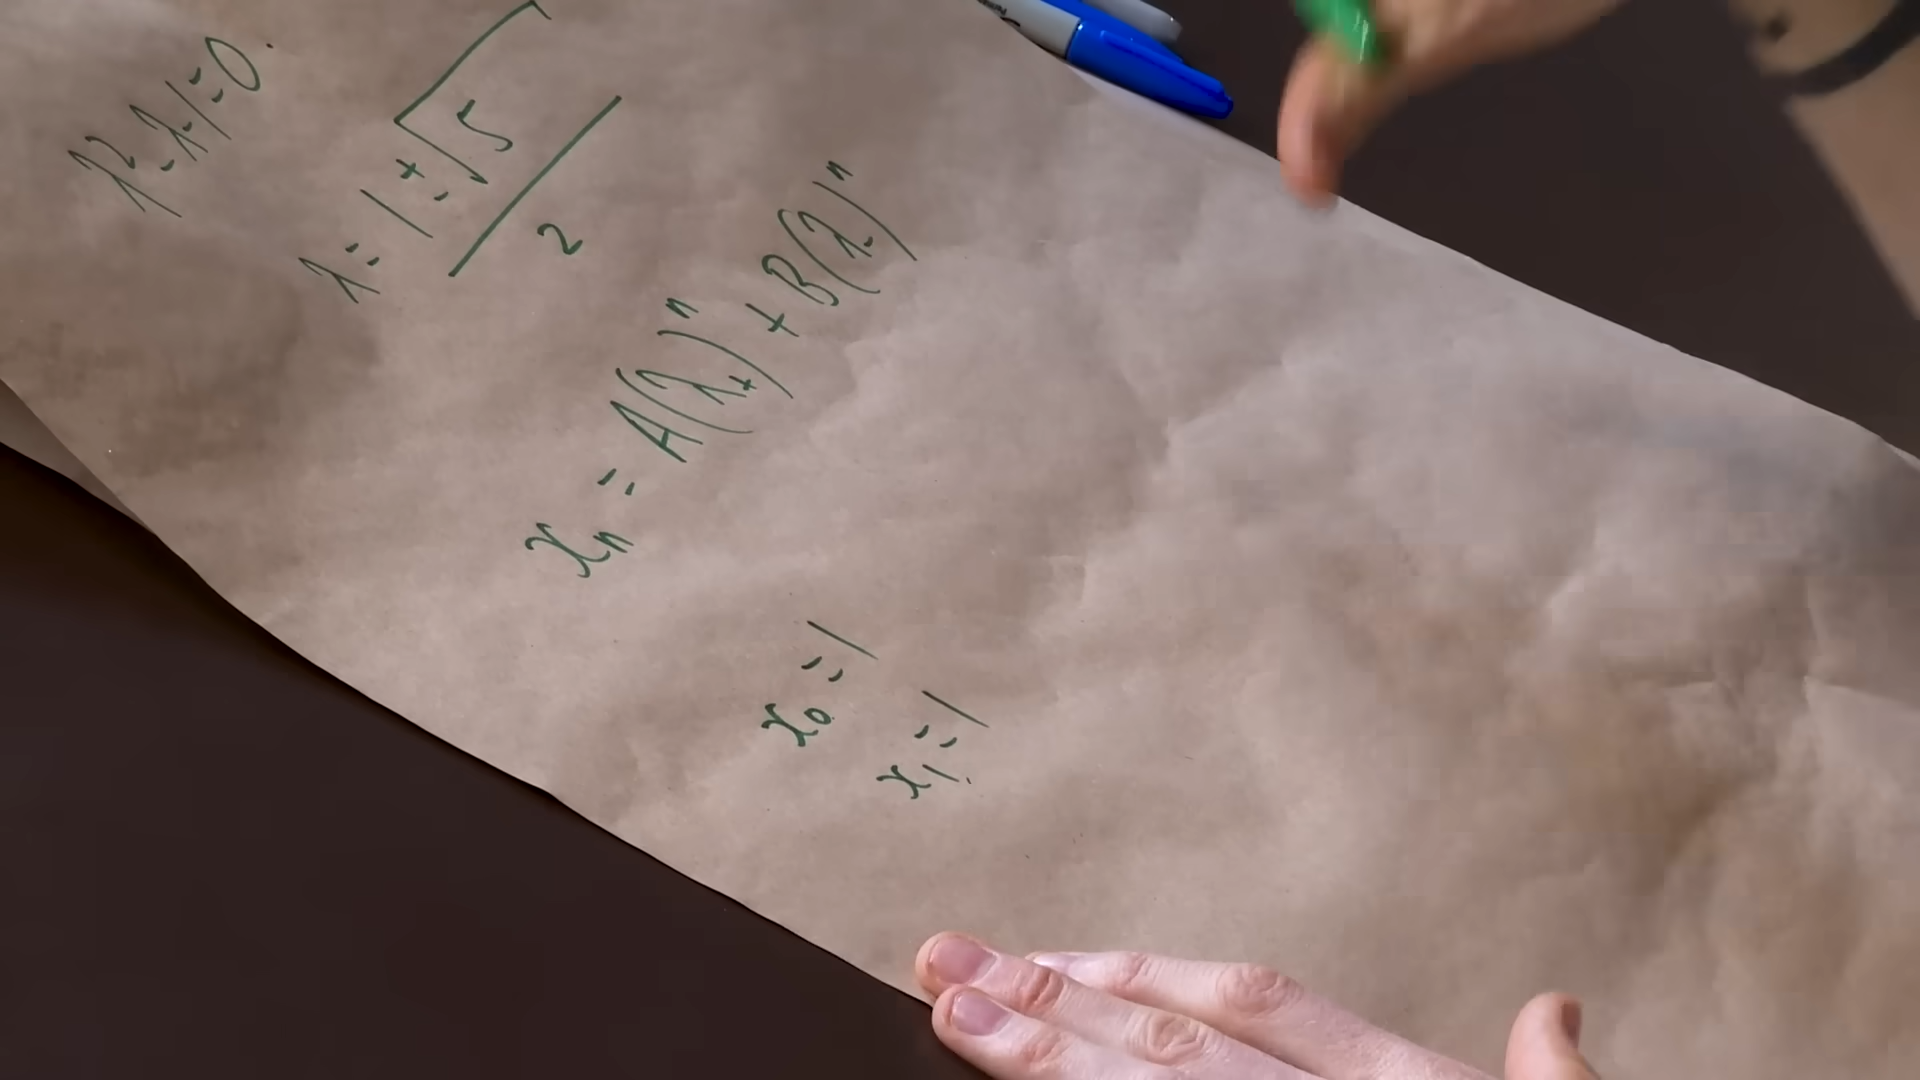 λ²-λ-1=0.
λ = (1±√5)/2
xₙ = A(λ₊)ⁿ + B(λ₋)ⁿ
x₀ = 1
x₁ = 1